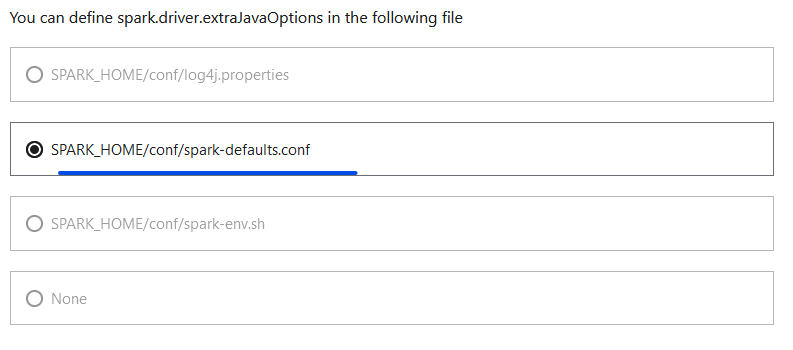 You can define spark.driver.extraJavaOptions in the following file
SPARK_HOME/conf/log4j.properties
SPARK_HOME/conf/spark-defaults.conf
SPARK_HOME/conf/spark-env.sh
None